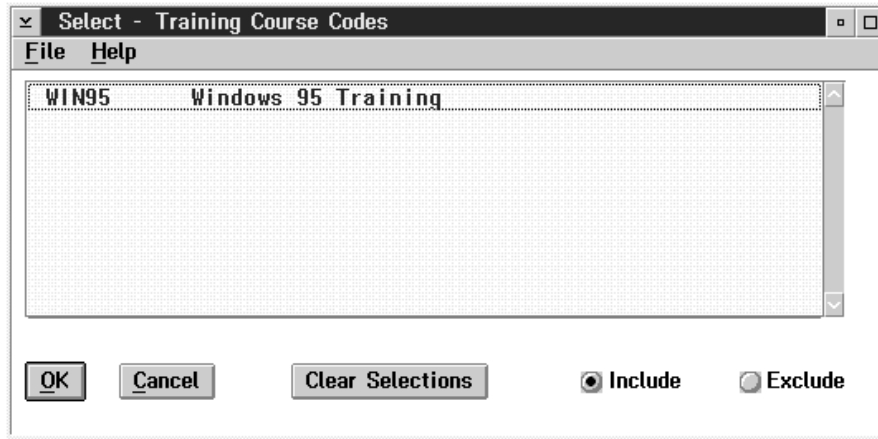 Select - Training Course Codes
File Help
WIN95 Windows 95 Training
OK Cancel Clear Selections Include Exclude